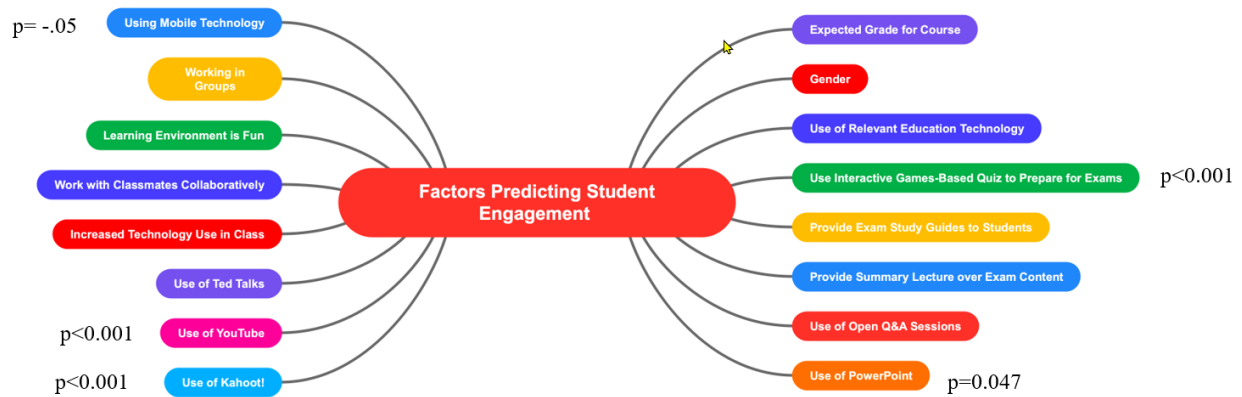 p= -.05
Using Mobile Technology
Working in
Groups
Learning Environment is Fun
Work with Classmates Collaboratively
Increased Technology Use in Class
Use of Ted Talks
p<0.001
Use of YouTube
p<0.001
Use of Kahoot!
Factors Predicting Student
Engagement
Expected Grade for Course
Gender
Use of Relevant Education Technology
Use Interactive Games-Based Quiz to Prepare for Exams
p<0.001
Provide Exam Study Guides to Students
Provide Summary Lecture over Exam Content
Use of Open Q&A Sessions
Use of PowerPoint
p=0.047